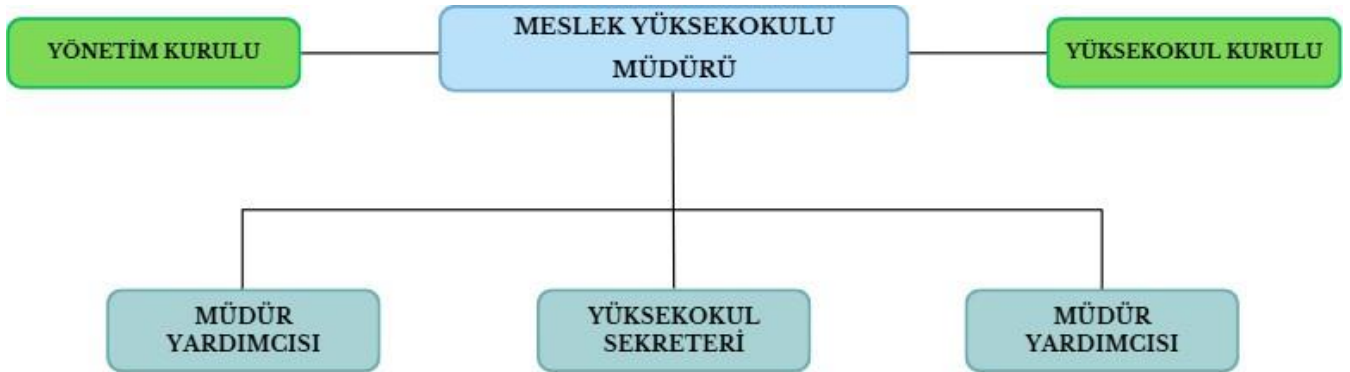 YÖNETİM KURULU
MESLEK YÜKSEKOKULU
MÜDÜRÜ
YÜKSEKOKUL KURULU
MÜDÜR
YARDIMCISI
YÜKSEKOKUL
SEKRETERİ
MÜDÜR
YARDIMCISI